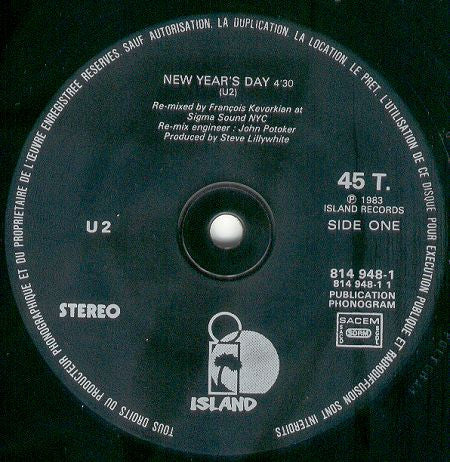 TOUS DROITS DU PRODUCTEUR PHONOGRAPHIQUE ET DU PROPRIETAIRE DE L'ŒUVRE ENREGISTREE RESERVES. SAUF AUTORISATION, LA DUPLICATION, LA LOCATION, LE PRET, L'UTILISATION DE CE DISQUE POUR EXECUTION PUBLIQUE ET RADIODIFFUSION SONT INTERDITS
NEW YEAR'S DAY 4'30
(U2)
Re-mixed by François Kevorkian at
Sigma Sound NYC
Re-mix engineer : John Potoker
Produced by Steve Lillywhite
45 T.
Ⓟ 1983
ISLAND RECORDS
SIDE ONE
U2
814 948-1
814 948-1 1
PUBLICATION
PHONOGRAM
STEREO
SACEM
SACD
SDRM
SGDL
ISLAND